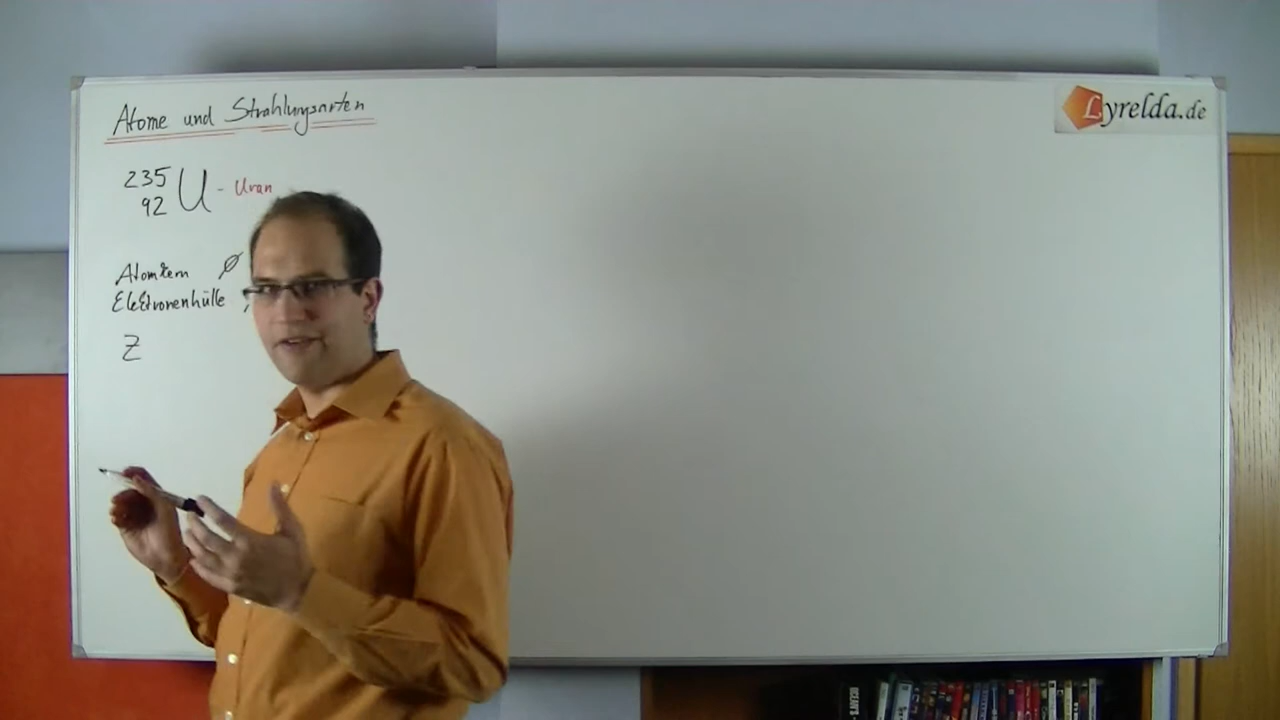 Atome und Strahlungsarten
Lyrelda.de
235
92 U - Uran
Atomkern
Elektronenhülle
Z